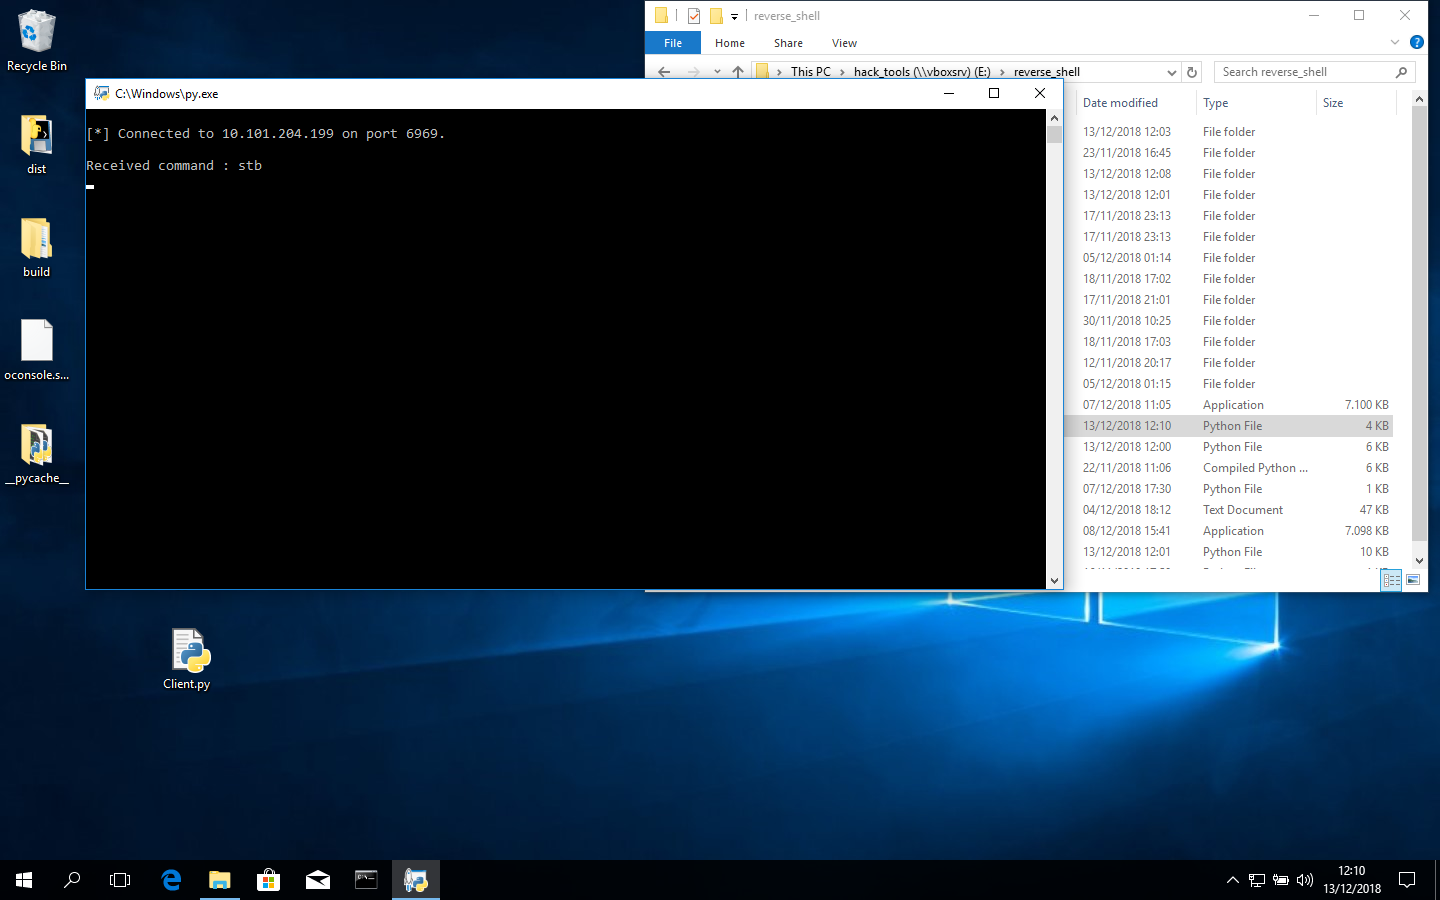 Recycle Bin
dist
build
oconsole.s...
__pycache__
Client.py
reverse_shell
File Home Share View
This PC hack_tools (\\vboxsrv) (E:) reverse_shell
Search reverse_shell
C:\Windows\py.exe
[*] Connected to 10.101.204.199 on port 6969.
Received command : stb
Date modified Type Size
13/12/2018 12:03 File folder
23/11/2018 16:45 File folder
13/12/2018 12:08 File folder
13/12/2018 12:01 File folder
17/11/2018 23:13 File folder
17/11/2018 23:13 File folder
05/12/2018 01:14 File folder
18/11/2018 17:02 File folder
17/11/2018 21:01 File folder
30/11/2018 10:25 File folder
18/11/2018 17:03 File folder
12/11/2018 20:17 File folder
05/12/2018 01:15 File folder
07/12/2018 11:05 Application 7.100 KB
13/12/2018 12:10 Python File 4 KB
13/12/2018 12:00 Python File 6 KB
22/11/2018 11:06 Compiled Python ... 6 KB
07/12/2018 17:30 Python File 1 KB
04/12/2018 18:12 Text Document 47 KB
08/12/2018 15:41 Application 7.098 KB
13/12/2018 12:01 Python File 10 KB
12:10
13/12/2018